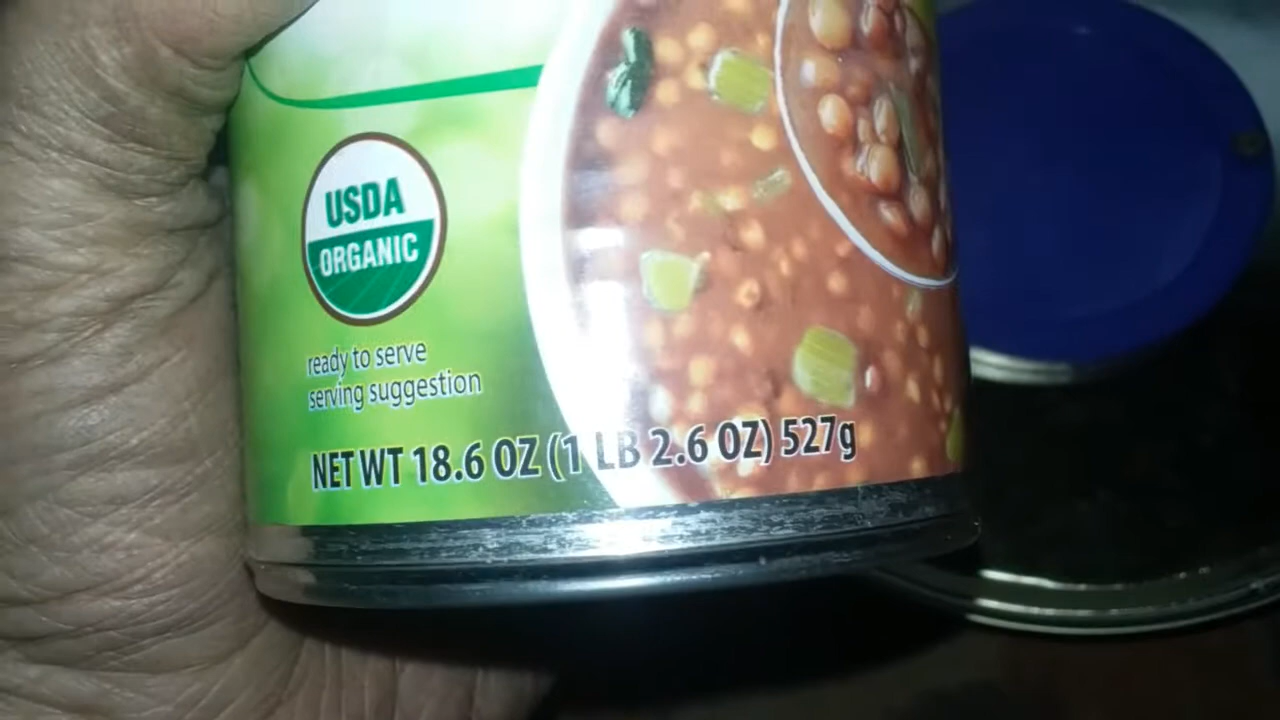 USDA
ORGANIC
ready to serve
serving suggestion
NET WT 18.6 OZ (1 LB 2.6 OZ) 527g